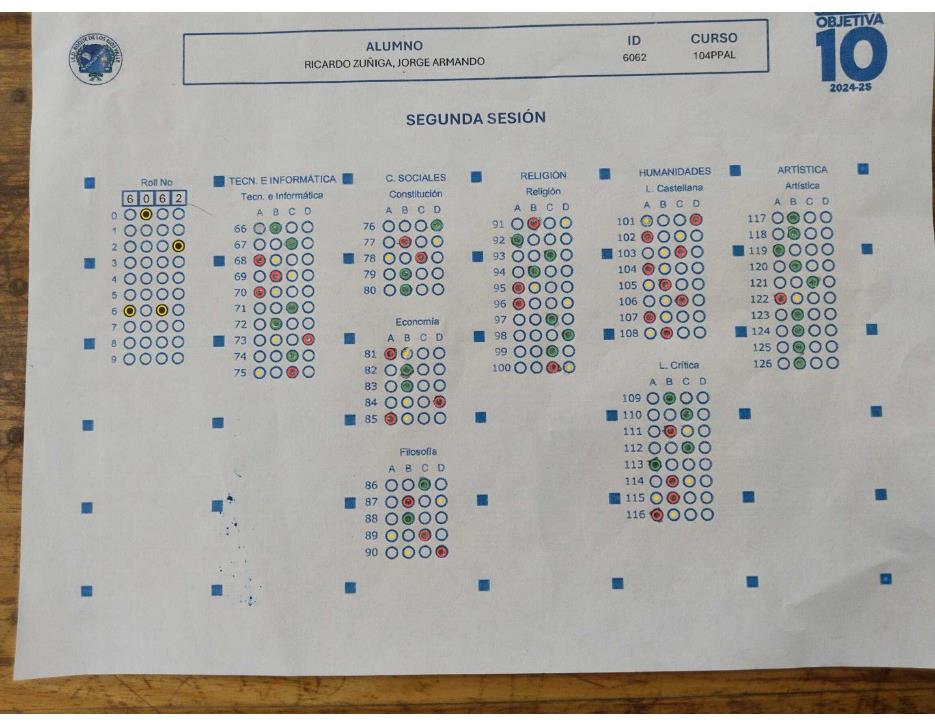 I.E.D. ROQUE DE LOS RIOS VALLE
ALUMNO
RICARDO ZUÑIGA, JORGE ARMANDO
ID
6062
CURSO
104PPAL
OBJETIVA
10
2024-2S
SEGUNDA SESIÓN
Roll No
6 0 6 2
0
1
2
3
4
5
6
7
8
9
TECN. E INFORMÁTICA
Tecn. e Informática
A B C D
66
67
68
69
70
71
72
73
74
75
C. SOCIALES
Constitución
A B C D
76
77
78
79
80
Economía
A B C D
81
82
83
84
85
Filosofía
A B C D
86
87
88
89
90
RELIGIÓN
Religión
A B C D
91
92
93
94
95
96
97
98
99
100
HUMANIDADES
L. Castellana
A B C D
101
102
103
104
105
106
107
108
L. Crítica
A B C D
109
110
111
112
113
114
115
116
ARTÍSTICA
Artística
A B C D
117
118
119
120
121
122
123
124
125
126